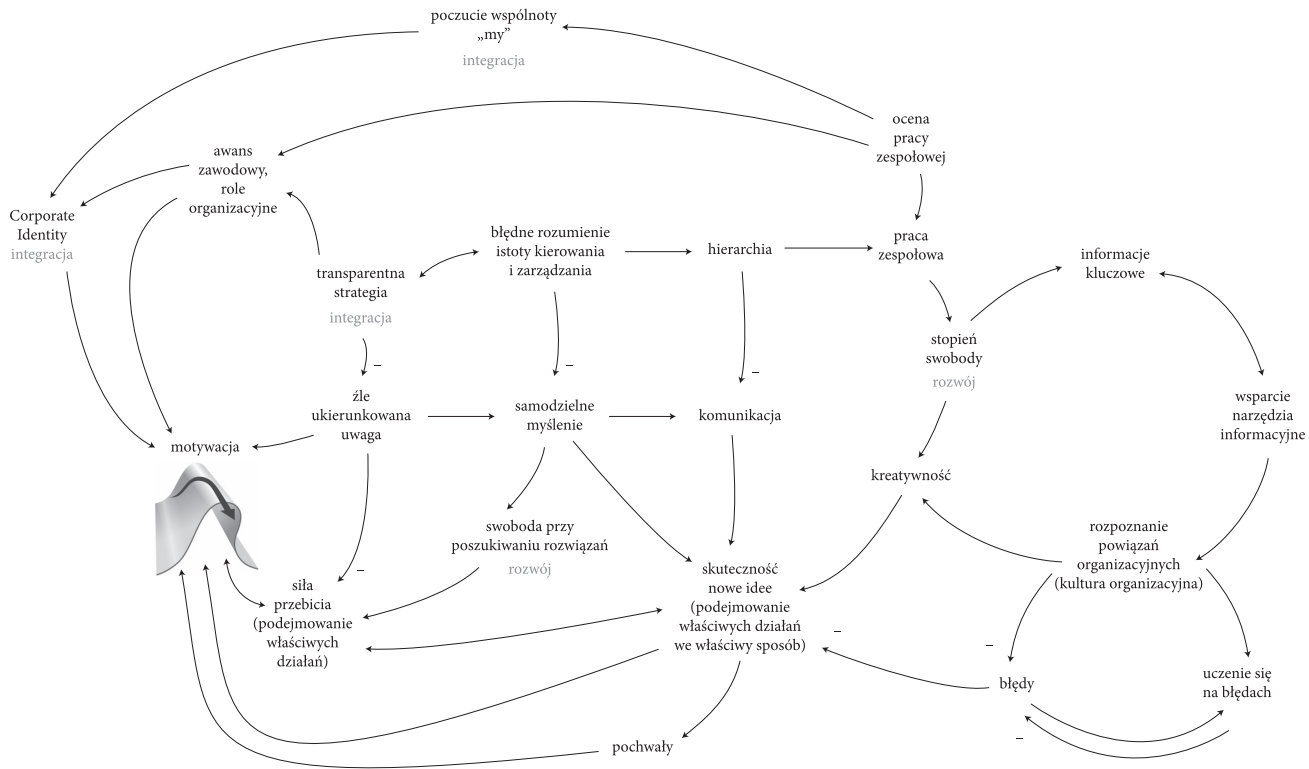 poczucie wspólnoty
„my”
integracja
ocena
pracy
zespołowej
awans
zawodowy,
role
organizacyjne
Corporate
Identity
integracja
błędne rozumienie
istoty kierowania
i zarządzania
hierarchia
praca
zespołowa
informacje
kluczowe
transparentna
strategia
integracja
stopień
swobody
rozwój
–
–
–
źle
ukierunkowana
uwaga
samodzielne
myślenie
komunikacja
wsparcie
narzędzia
informacyjne
motywacja
kreatywność
swoboda przy
poszukiwaniu rozwiązań
rozwój
rozpoznanie
powiązań
organizacyjnych
(kultura organizacyjna)
–
siła
przebicia
(podejmowanie
właściwych
działań)
skuteczność
nowe idee
(podejmowanie
właściwych działań
we właściwy sposób)
–
–
błędy
uczenie się
na błędach
–
pochwały